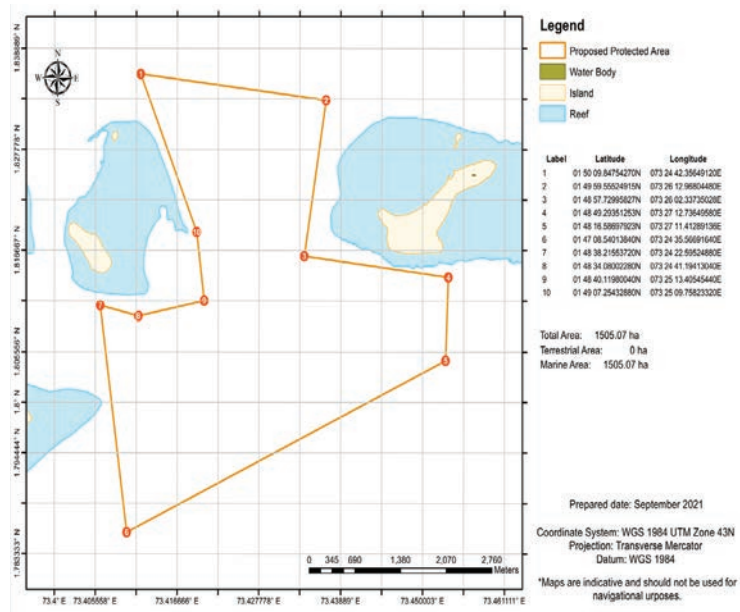 1.838889° N
1.827778° N
1.816667° N
1.805556° N
1.8° N
1.794444° N
1.783333° N
N
W
E
S
1
2
3
4
5
6
7
8
9
10
0 345 690 1,380 2,070 2,760
Meters
73.4° E 73.405558° E 73.416666° E 73.427778° E 73.43889° E 73.450003° E 73.461111° E
Legend
Proposed Protected Area
Water Body
Island
Reef
Label Latitude Longitude
1 01 50 09.84754270N 073 24 42.35649120E
2 01 49 59.55524915N 073 26 12.96804480E
3 01 48 57.72995827N 073 26 02.33735028E
4 01 48 49.29351253N 073 27 12.73649580E
5 01 48 16.58697923N 073 27 11.41289136E
6 01 47 08.54013840N 073 24 35.56691640E
7 01 48 38.21553720N 073 24 22.59524880E
8 01 48 34.08002280N 073 24 41.19413040E
9 01 48 40.11980040N 073 25 13.40545440E
10 01 49 07.25432880N 073 25 09.75823320E
Total Area: 1505.07 ha
Terrestrial Area: 0 ha
Marine Area: 1505.07 ha
Prepared date: September 2021
Coordinate System: WGS 1984 UTM Zone 43N
Projection: Transverse Mercator
Datum: WGS 1984
*Maps are indicative and should not be used for
navigational urposes.